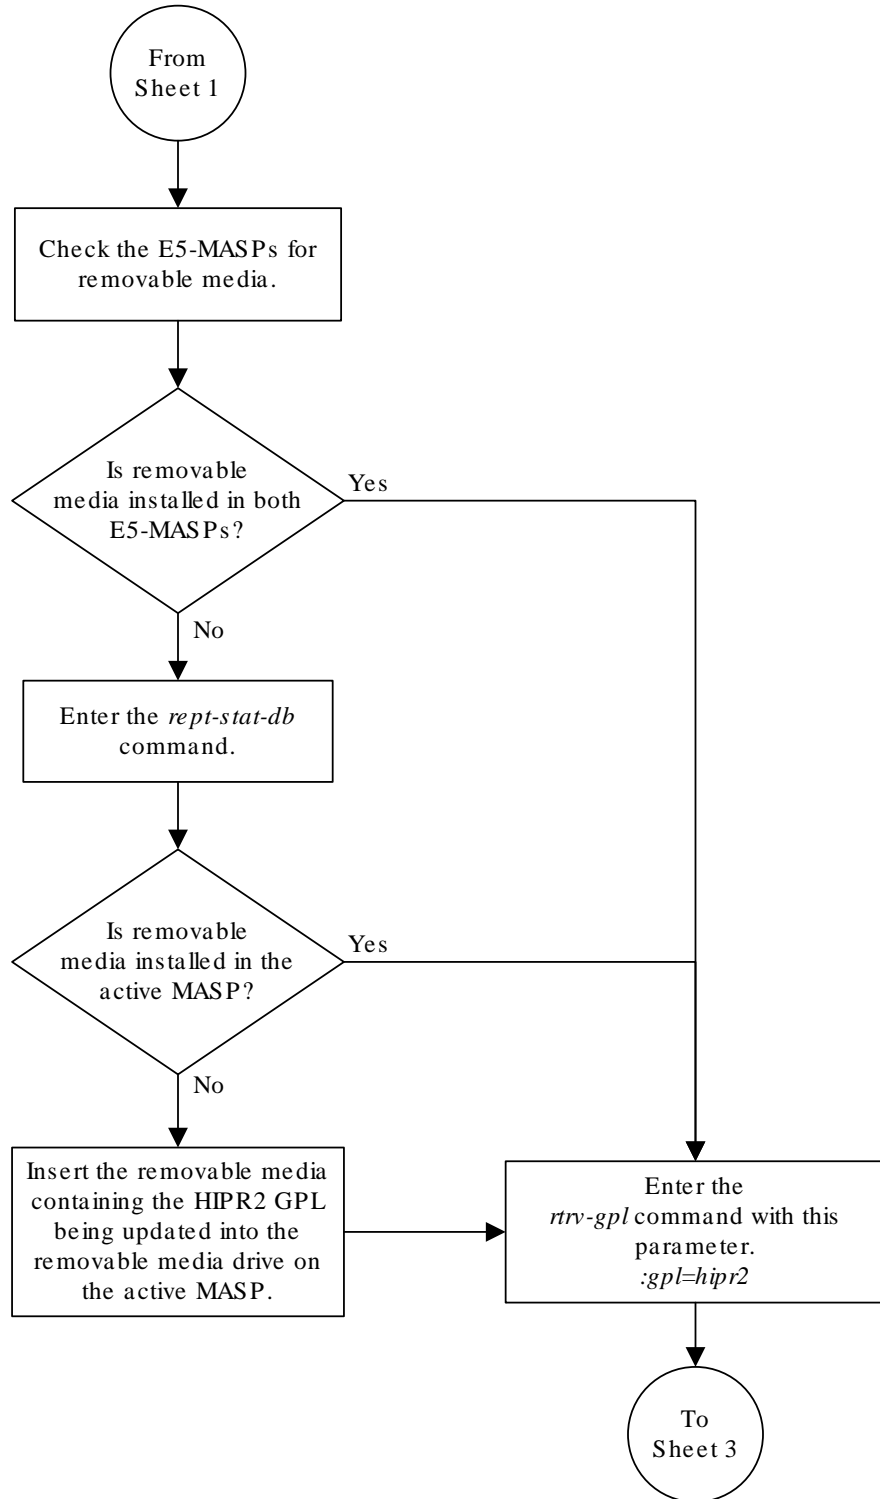 From
Sheet 1
Check the E5-MASPs for
removable media.
Is removable
media installed in both
E5-MASPs?
Yes
No
Enter the rept-stat-db
command.
Is removable
media installed in the
active MASP?
Yes
No
Insert the removable media
containing the HIPR2 GPL
being updated into the
removable media drive on
the active MASP.
Enter the
rtrv-gpl command with this
parameter.
:gpl=hipr2
To
Sheet 3